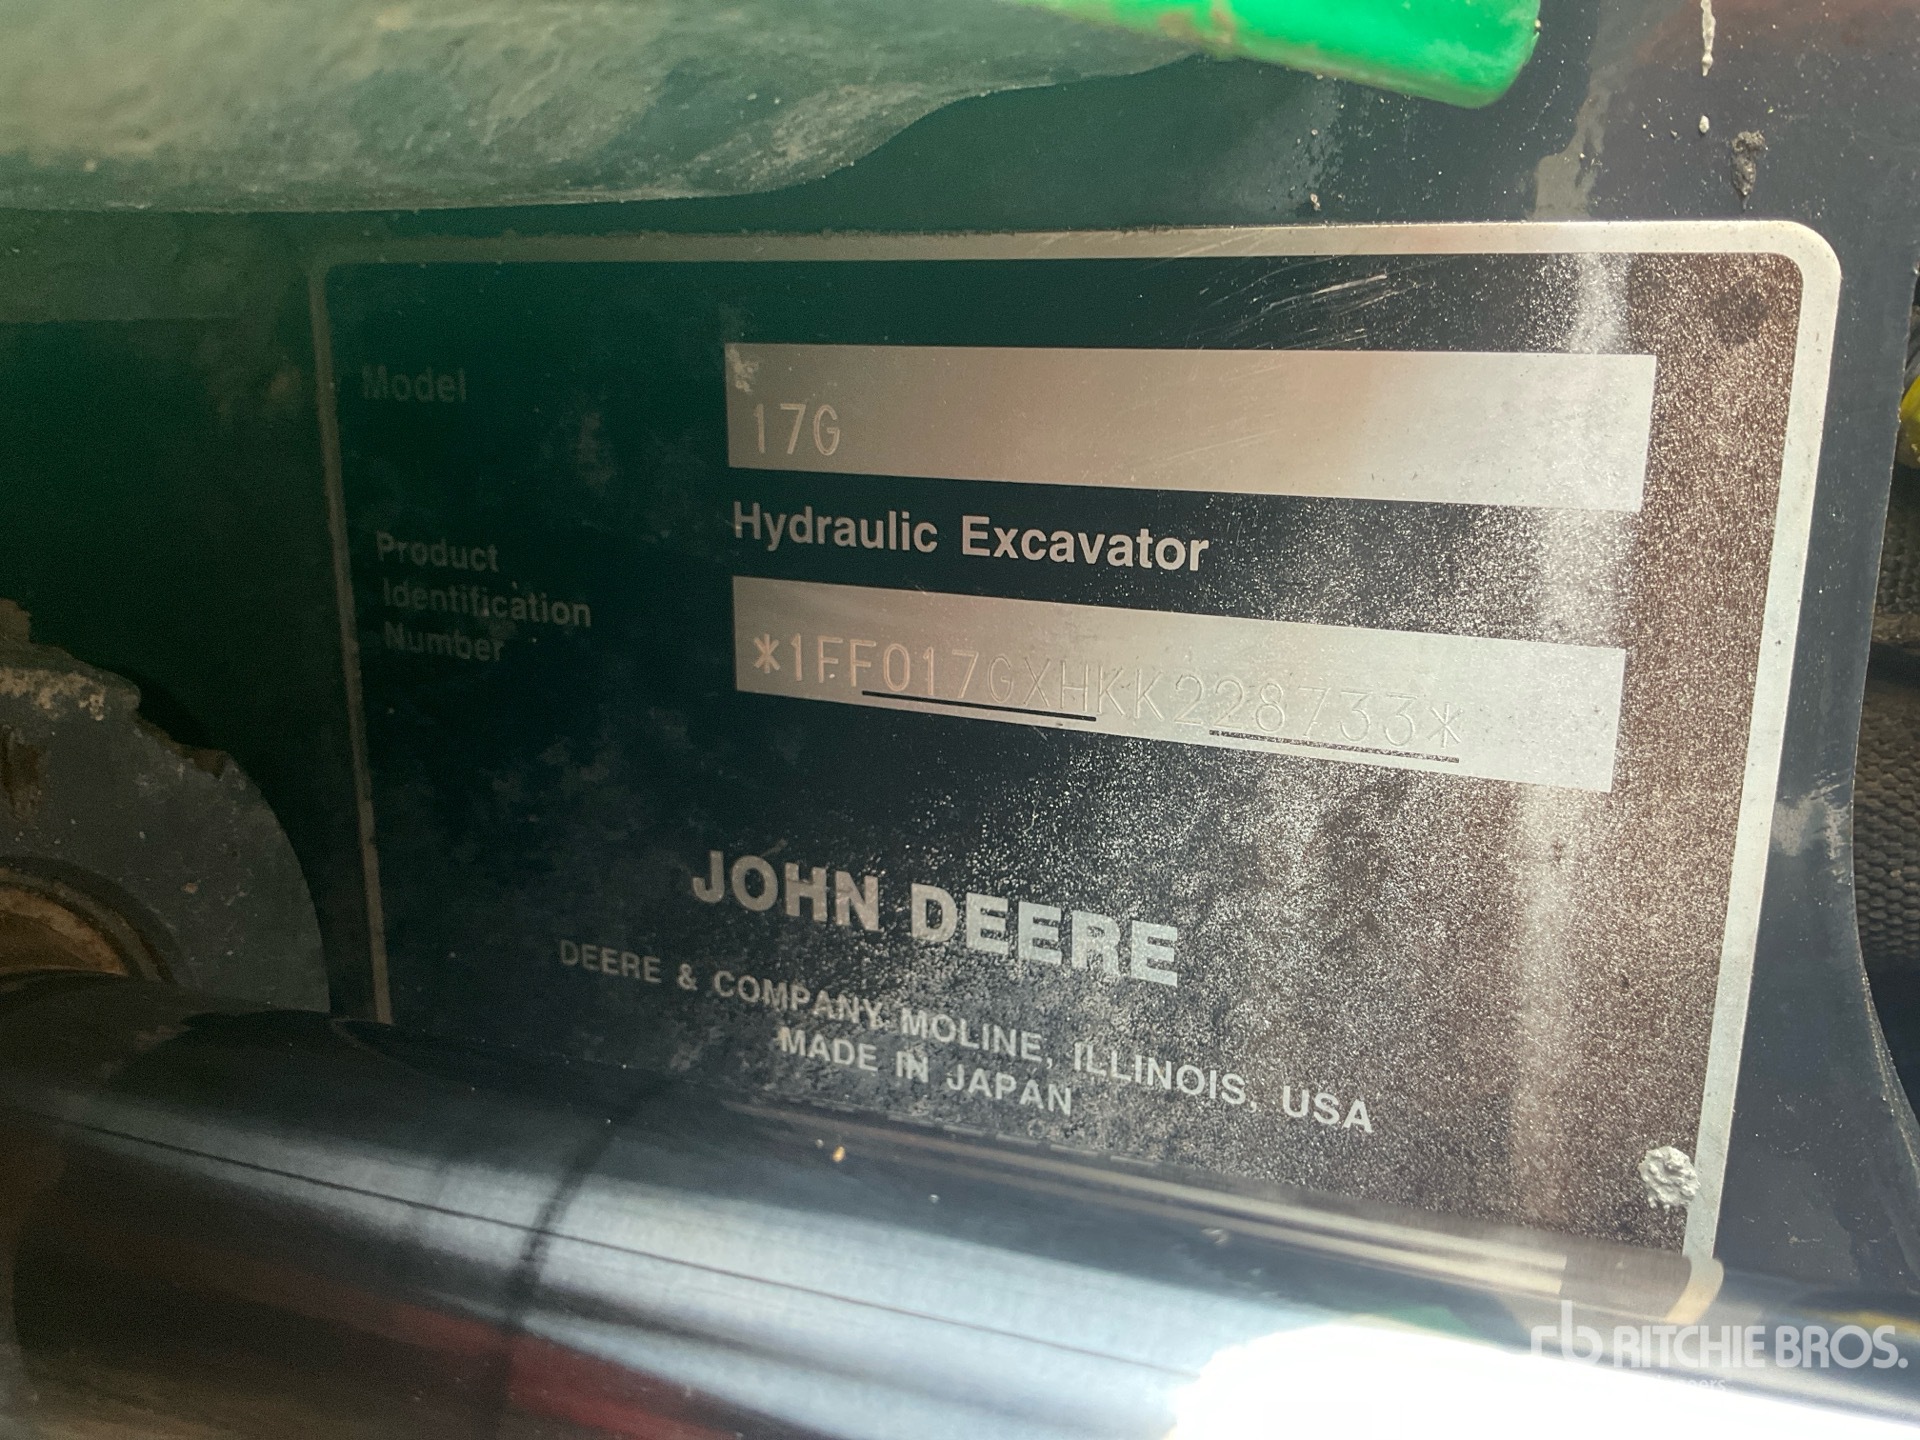 Model
17G
Hydraulic Excavator
Product
Identification
Number
*1FF017GXHKK228733*
JOHN DEERE
DEERE & COMPANY MOLINE, ILLINOIS, USA
MADE IN JAPAN
rb RITCHIE BROS.